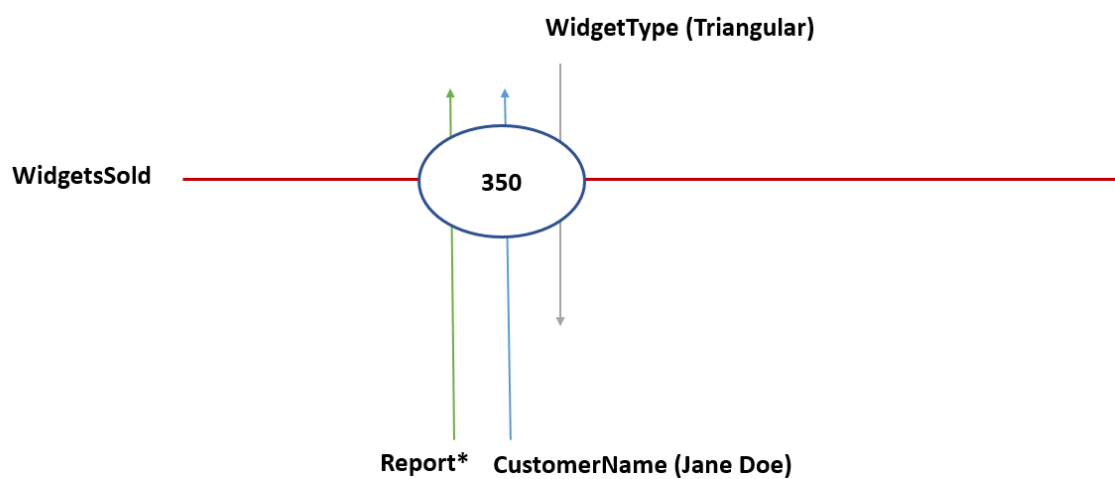 WidgetType (Triangular)
WidgetsSold
350
Report*
CustomerName (Jane Doe)